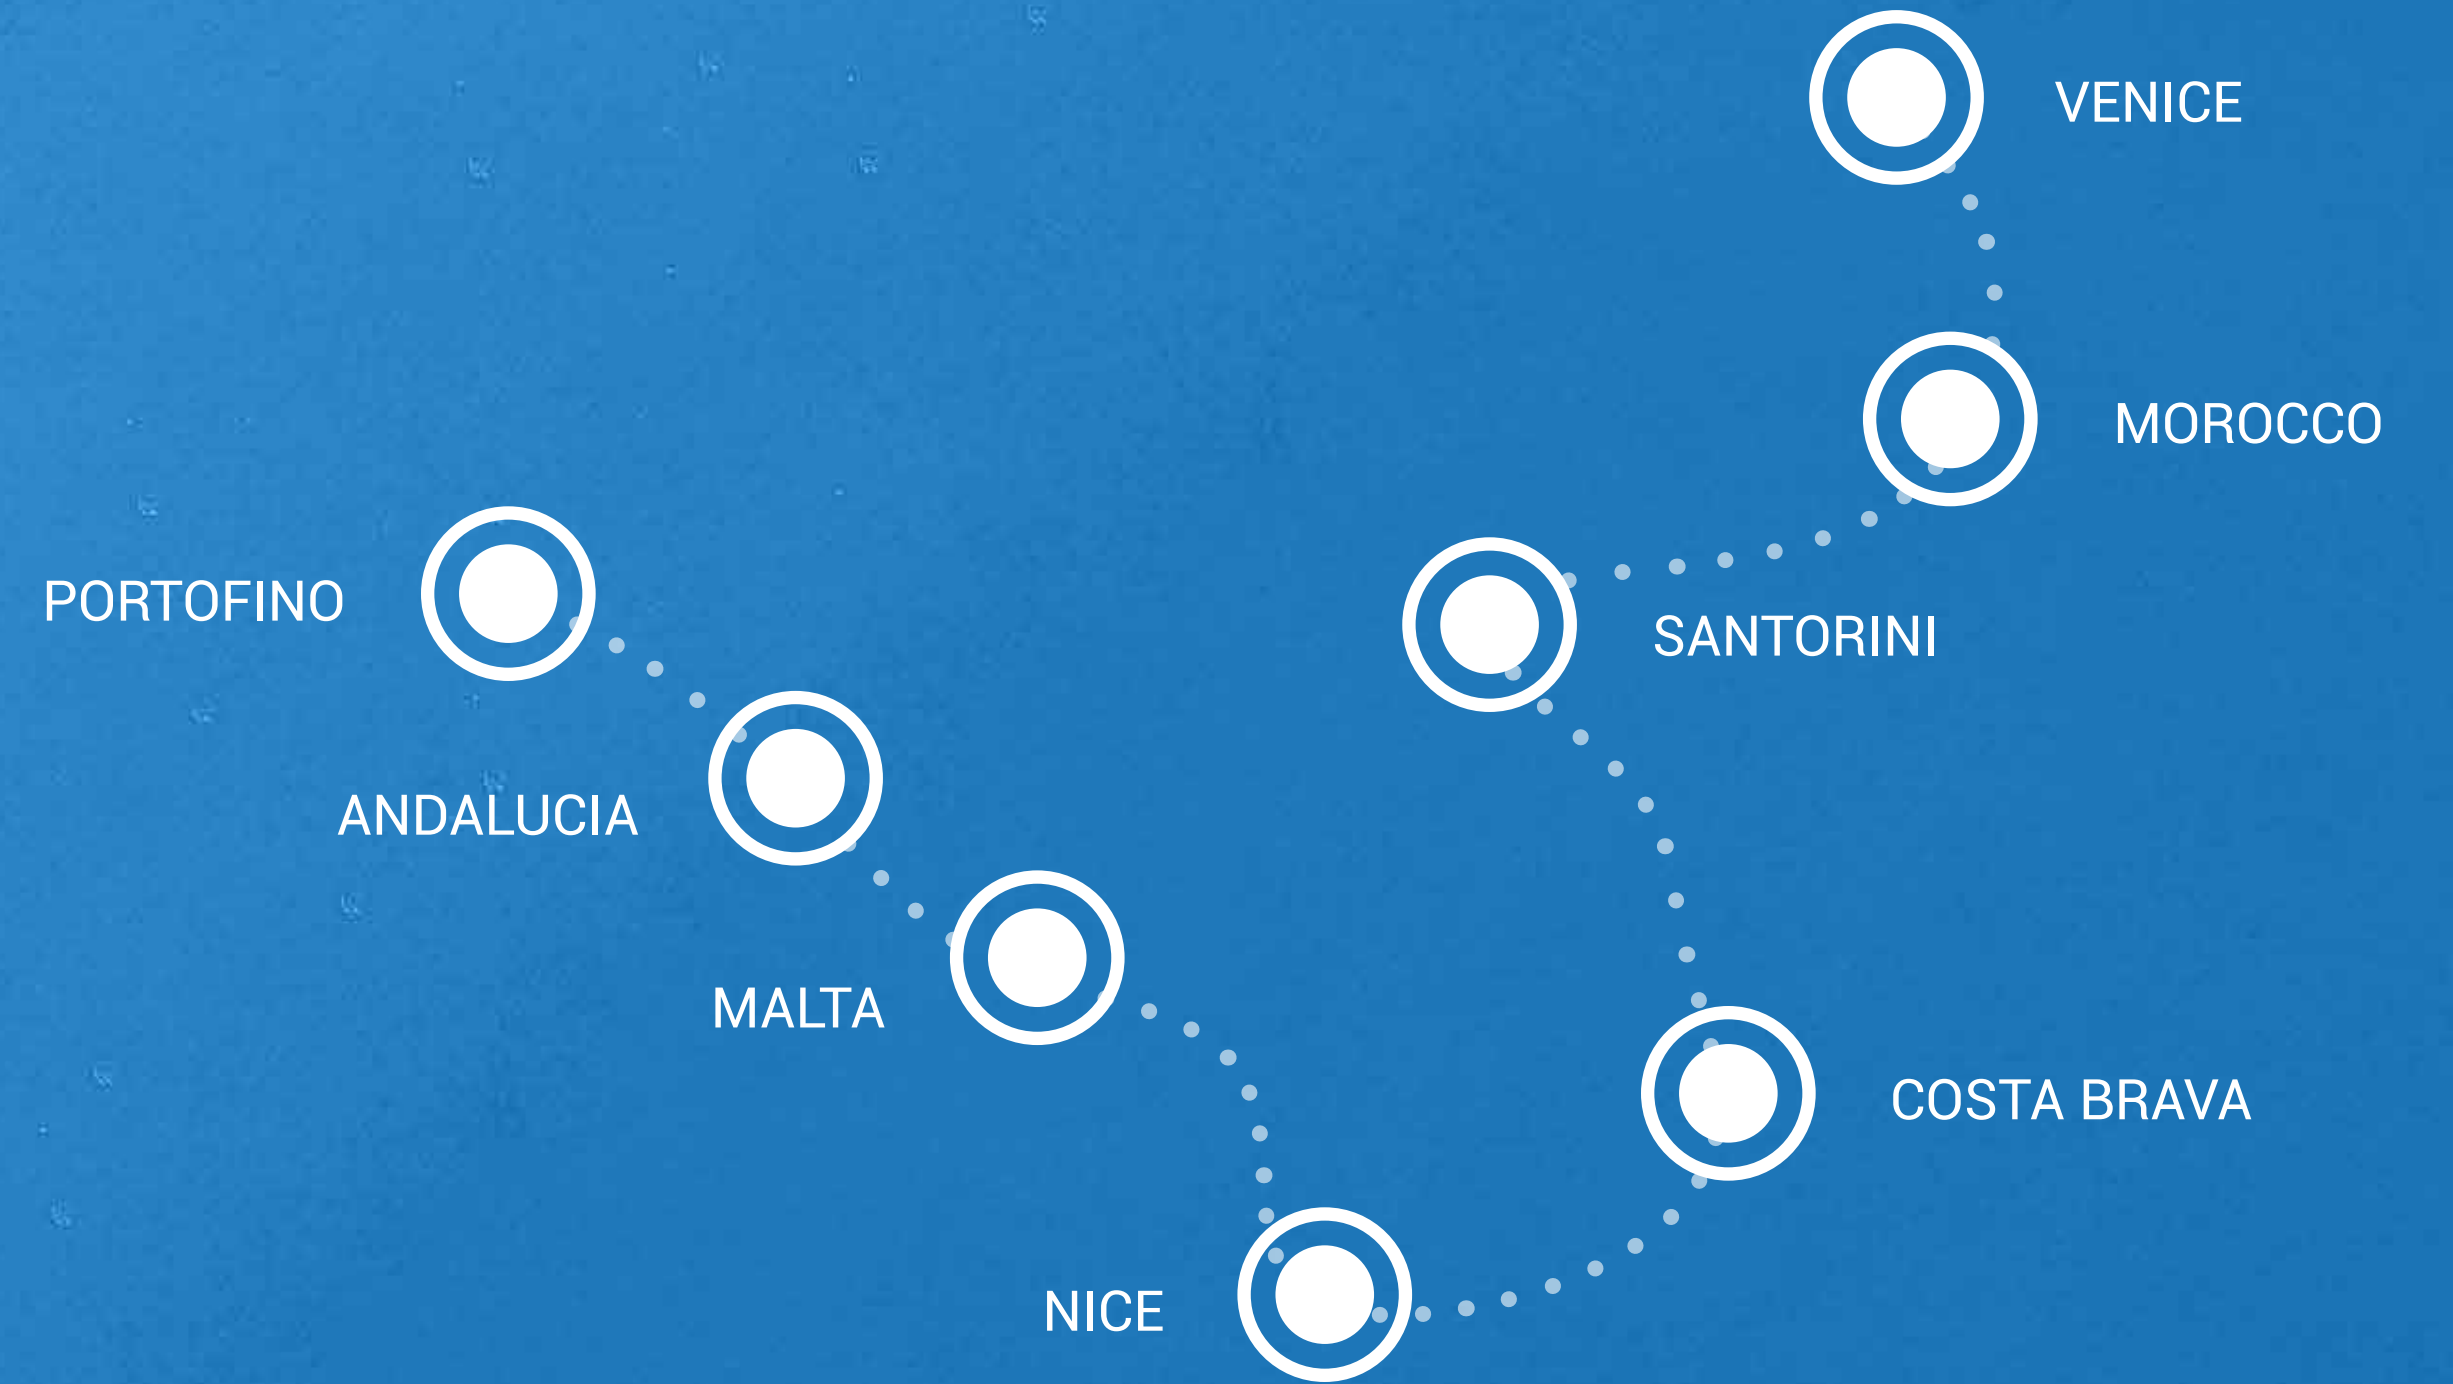 VENICE
MOROCCO
PORTOFINO
SANTORINI
ANDALUCIA
MALTA
COSTA BRAVA
NICE